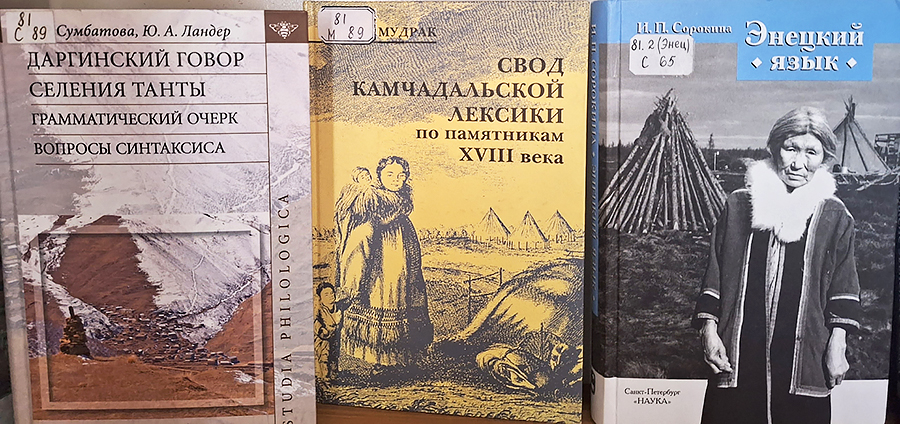 81
С 89
Сумбатова, Ю. А. Ландер
ДАРГИНСКИЙ ГОВОР
СЕЛЕНИЯ ТАНТЫ
ГРАММАТИЧЕСКИЙ ОЧЕРК
ВОПРОСЫ СИНТАКСИСА
STUDIA PHILOLOGICA
81
М 89
МУДРАК
СВОД
КАМЧАДАЛЬСКОЙ
ЛЕКСИКИ
ПО ПАМЯТНИКАМ
XVIII века
81.2 (Энец)
С 65
И. П. Сорокина
Энецкий
язык
Санкт-Петербург
"НАУКА"